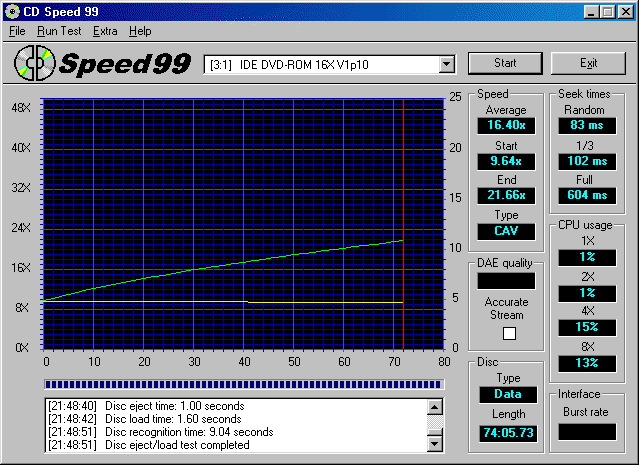 CD Speed 99
File Run Test Extra Help
Speed99 [3:1] IDE DVD-ROM 16X V1p10 Start Exit
48X
40X
32X
24X
16X
8X
0X
25
20
15
10
5
0
0 10 20 30 40 50 60 70 80
Speed
Average
16.40x
Start
9.64x
End
21.66x
Type
CAV
DAE quality
Accurate
Stream
Disc
Type
Data
Length
74:05.73
Seek times
Random
83 ms
1/3
102 ms
Full
604 ms
CPU usage
1X
1%
2X
1%
4X
15%
8X
13%
Interface
Burst rate
[21:48:40] Disc eject time: 1.00 seconds
[21:48:42] Disc load time: 1.60 seconds
[21:48:51] Disc recognition time: 9.04 seconds
[21:48:51] Disc eject/load test completed